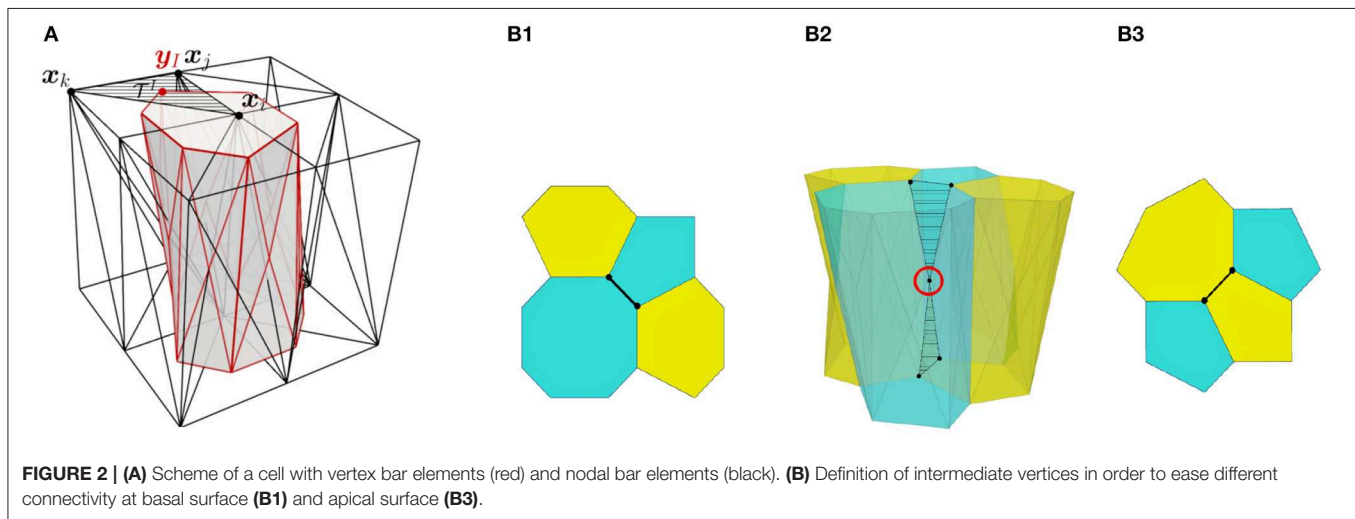 A
B1
B2
B3
y_I x_j
x_k
T^I
x_i
FIGURE 2 | (A) Scheme of a cell with vertex bar elements (red) and nodal bar elements (black). (B) Definition of intermediate vertices in order to ease different
connectivity at basal surface (B1) and apical surface (B3).